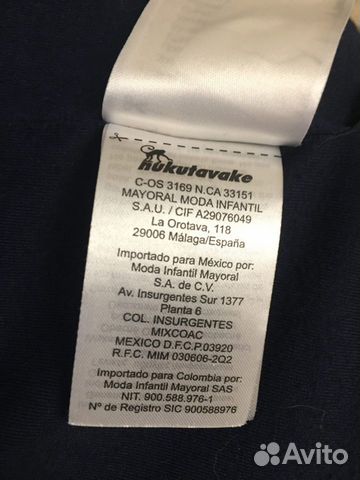 nukutavake
C-OS 3169 N.CA 33151
MAYORAL MODA INFANTIL
S.A.U. / CIF A29076049
La Orotava, 118
29006 Málaga/España
Importado para México por:
Moda Infantil Mayoral
S.A. de C.V.
Av. Insurgentes Sur 1377
Planta 6
COL. INSURGENTES
MIXCOAC
MEXICO D.F.C.P.03920
R.F.C. MIM 030606-2Q2
Importado para Colombia por:
Moda Infantil Mayoral SAS
NIT. 900.588.976-1
Nº de Registro SIC 900588976
Avito